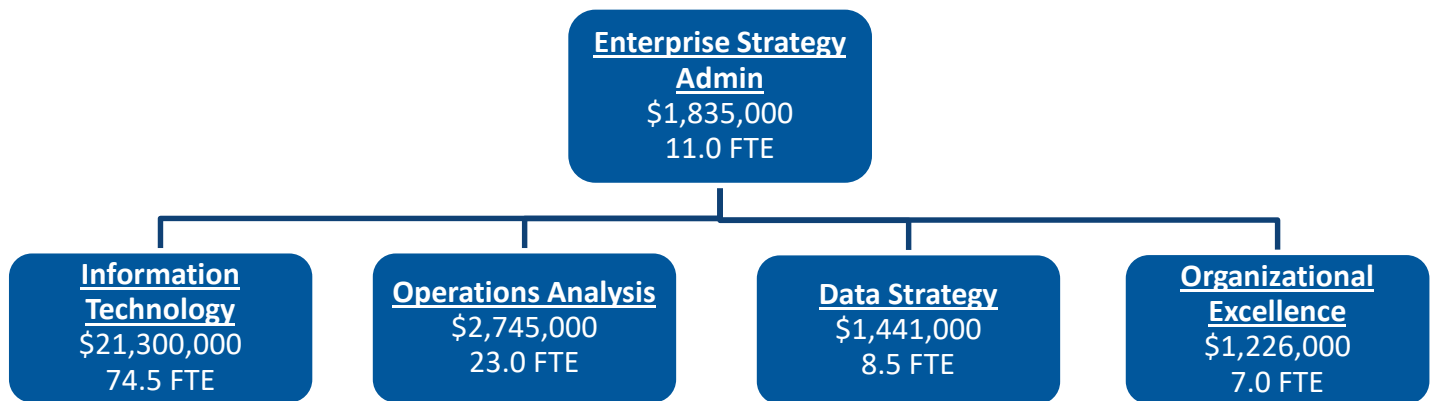 Enterprise Strategy
Admin
$1,835,000
11.0 FTE
Information
Technology
$21,300,000
74.5 FTE
Operations Analysis
$2,745,000
23.0 FTE
Data Strategy
$1,441,000
8.5 FTE
Organizational
Excellence
$1,226,000
7.0 FTE